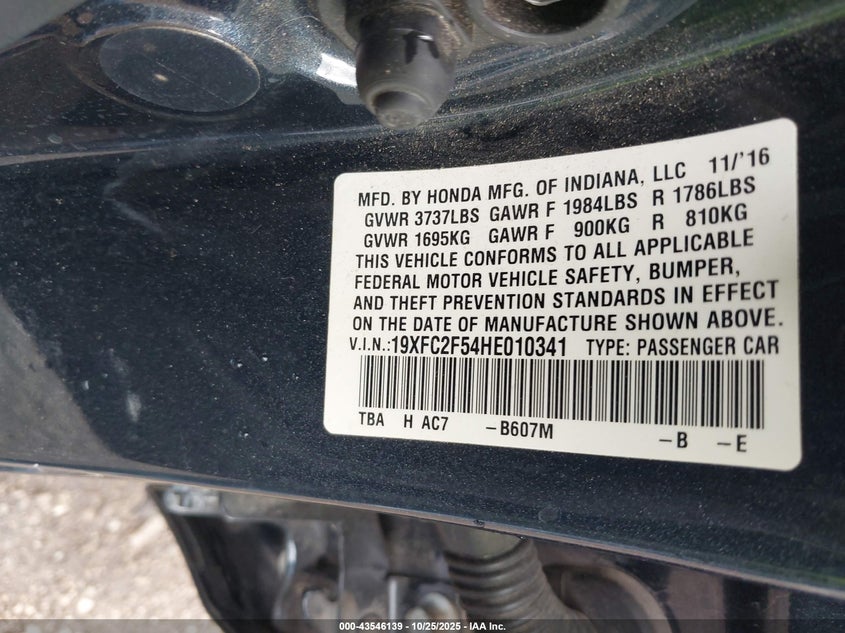 MFD. BY HONDA MFG. OF INDIANA, LLC 11/'16
GVWR 3737LBS GAWR F 1984LBS R 1786LBS
GVWR 1695KG GAWR F 900KG R 810KG
THIS VEHICLE CONFORMS TO ALL APPLICABLE
FEDERAL MOTOR VEHICLE SAFETY, BUMPER,
AND THEFT PREVENTION STANDARDS IN EFFECT
ON THE DATE OF MANUFACTURE SHOWN ABOVE.
V.I.N.:19XFC2F54HE010341 TYPE: PASSENGER CAR
TBA H AC7 -B607M -B -E
000-43546139 - 10/25/2025 - IAA Inc.